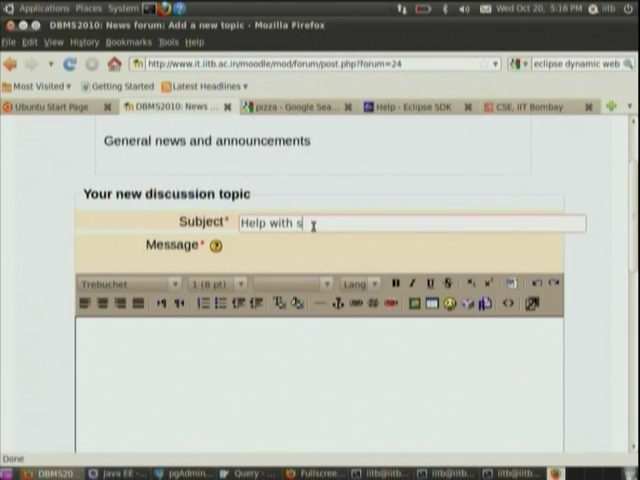 Applications Places System Wed Oct 20, 5:16 PM iitb
DBMS2010: News forum: Add a new topic - Mozilla Firefox
File Edit View History Bookmarks Tools Help
http://www.it.iitb.ac.in/moodle/mod/forum/post.php?forum=24 eclipse dynamic web
Most Visited Getting Started Latest Headlines
Ubuntu Start Page DBMS2010: News ... pizza - Google Sea... Help - Eclipse SDK CSE, IIT Bombay
General news and announcements
Your new discussion topic
Subject* Help with s
Message*
Trebuchet 1 (8 pt) Lang B I U S
Done
DBMS20... Java EE -... pgAdmin... Query - ... Fullscree... iitb@iitb... iitb@iitb... iitb@iitb...